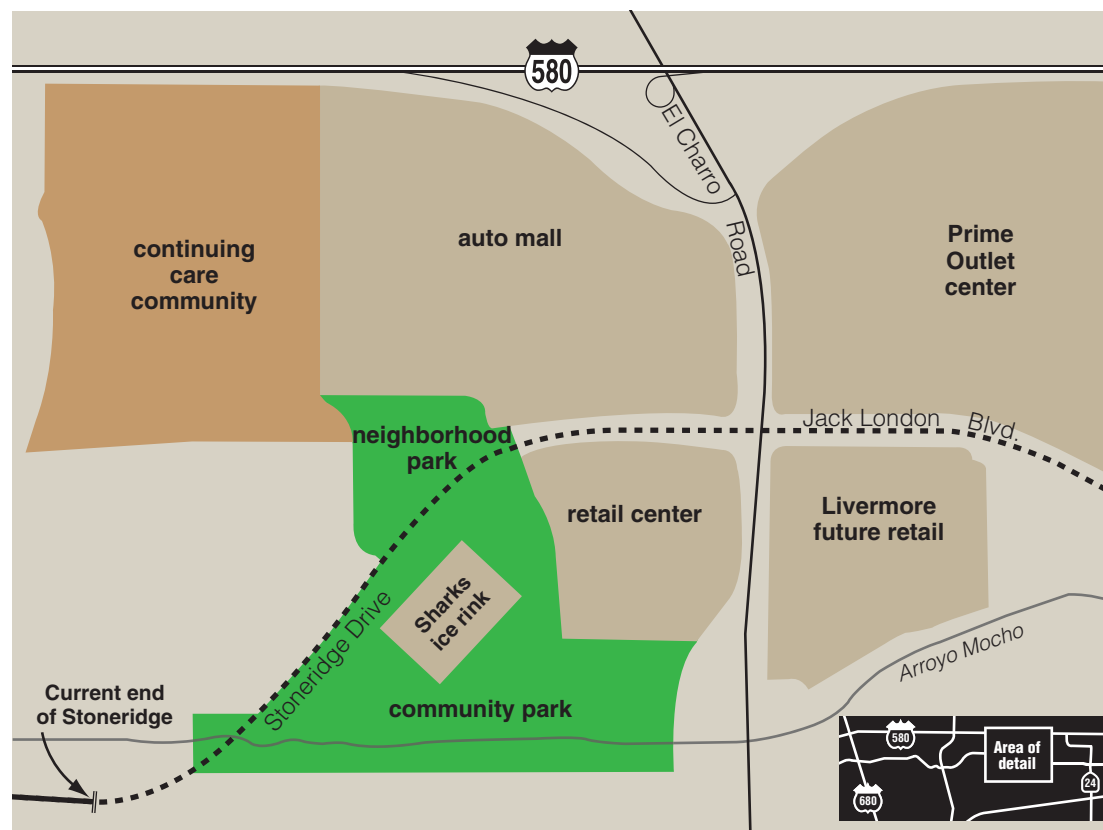 580
El Charro
Road
continuing
care
community
auto mall
Prime
Outlet
center
neighborhood
park
Jack London Blvd.
retail center
Livermore
future retail
Sharks
ice rink
Stoneridge Drive
Arroyo Mocho
community park
Current end
of Stoneridge
580
Area of
detail
680
24